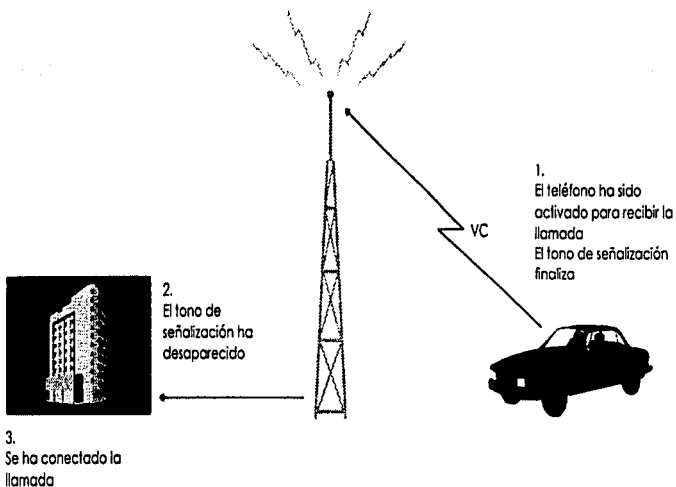 1.
El teléfono ha sido
activado para recibir la
llamada
El tono de señalización
finaliza
VC
2.
El tono de
señalización ha
desaparecido
3.
Se ha conectado la
llamada